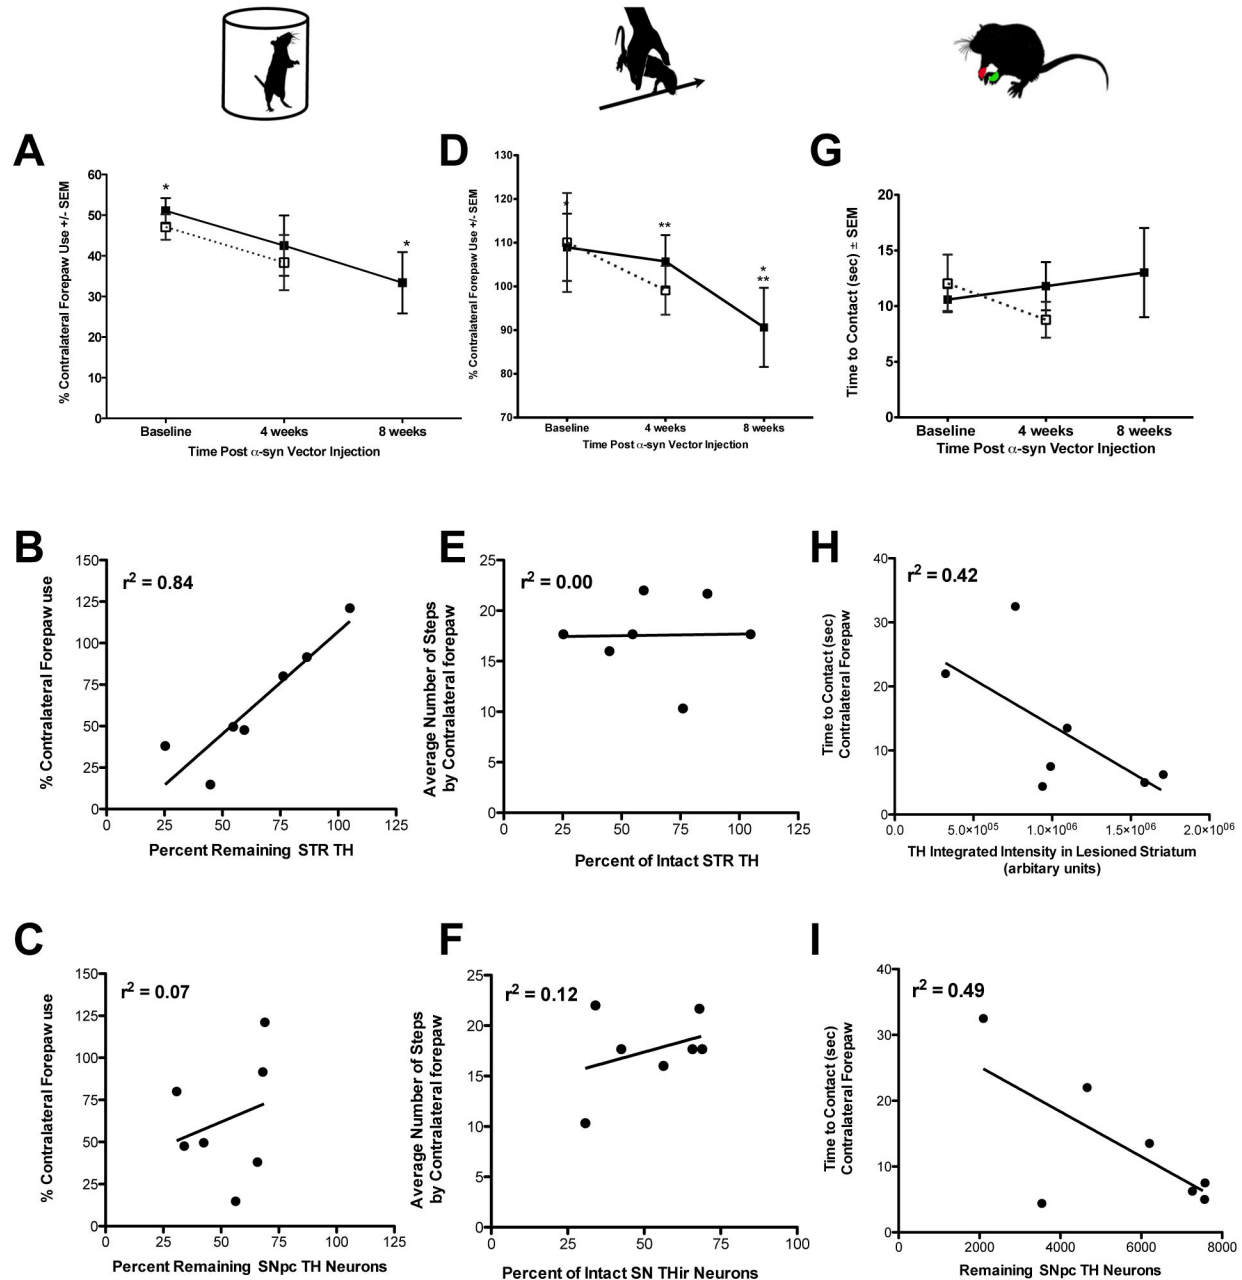 A
% Contralateral Forepaw Use +/- SEM
60
50
40
30
20
10
0
*
*
Baseline 4 weeks 8 weeks
Time Post α-syn Vector Injection
D
% Contralateral Forepaw Use +/- SEM
130
120
110
100
90
80
70
*
**
*
**
Baseline 4 weeks 8 weeks
Time Post α-syn Vector Injection
G
Time to Contact (sec) ± SEM
20
15
10
5
0
Baseline 4 weeks 8 weeks
Time Post α-syn Vector Injection
B
r² = 0.84
% Contralateral Forepaw use
150
125
100
75
50
25
0
0 25 50 75 100 125
Percent Remaining STR TH
E
r² = 0.00
Average Number of Steps
by Contralateral forepaw
25
20
15
10
5
0
0 25 50 75 100 125
Percent of Intact STR TH
H
r² = 0.42
Time to Contact (sec)
Contralateral Forepaw
40
30
20
10
0
0.0 5.0×10⁰⁵ 1.0×10⁰⁶ 1.5×10⁰⁶ 2.0×10⁰⁶
TH Integrated Intensity in Lesioned Striatum
(arbitary units)
C
r² = 0.07
% Contralateral Forepaw use
150
125
100
75
50
25
0
0 25 50 75 100 125
Percent Remaining SNpc TH Neurons
F
r² = 0.12
Average Number of Steps
by Contralateral forepaw
25
20
15
10
5
0
0 25 50 75 100
Percent of Intact SN THir Neurons
I
r² = 0.49
Time to Contact (sec)
Contralateral Forepaw
40
30
20
10
0
0 2000 4000 6000 8000
Remaining SNpc TH Neurons